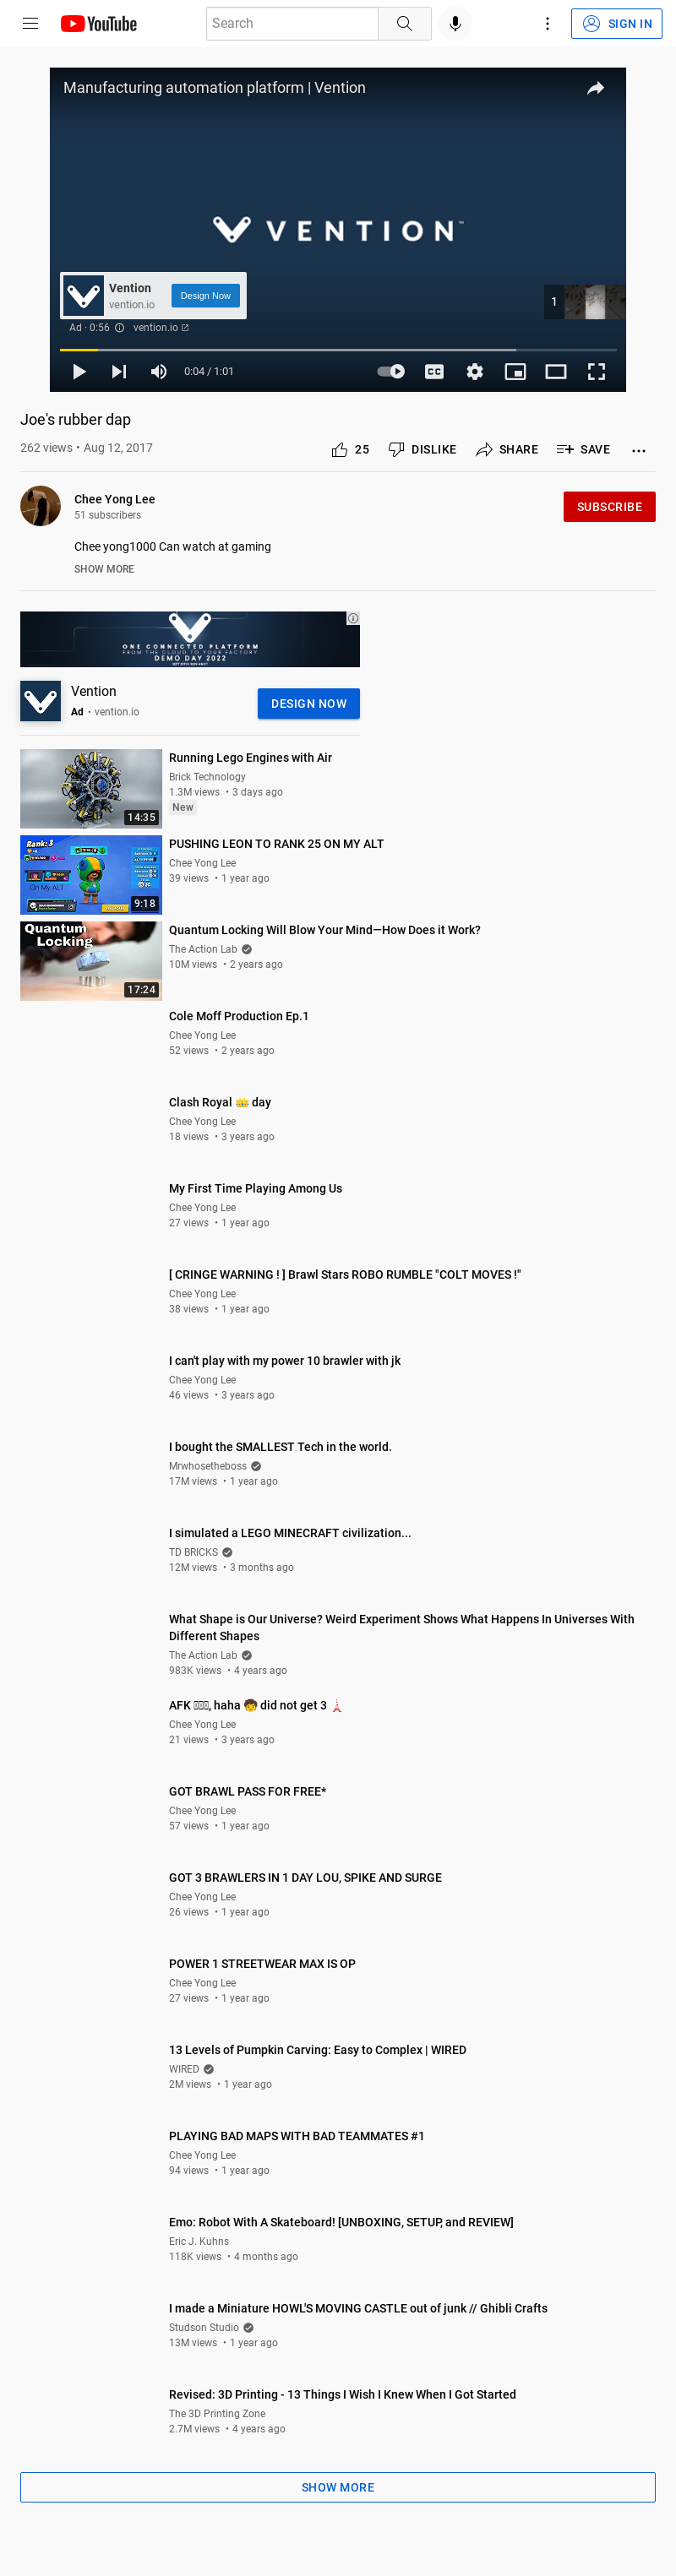 YouTube
Search
SIGN IN
Manufacturing automation platform | Vention
VENTION™
Vention
vention.io
Design Now
1
Ad · 0:56
vention.io
0:04 / 1:01
CC
Joe's rubber dap
262 views • Aug 12, 2017
25
DISLIKE
SHARE
SAVE
Chee Yong Lee
51 subscribers
SUBSCRIBE
Chee yong1000 Can watch at gaming
SHOW MORE
ONE CONNECTED PLATFORM
FROM THE CLOUD TO YOUR FACTORY
DEMO DAY 2022
Vention
Ad • vention.io
DESIGN NOW
Running Lego Engines with Air
Brick Technology
1.3M views • 3 days ago
New
14:35
PUSHING LEON TO RANK 25 ON MY ALT
Chee Yong Lee
39 views • 1 year ago
Rank: 3
On My ALT
9:18
Quantum Locking Will Blow Your Mind—How Does it Work?
The Action Lab
10M views • 2 years ago
Quantum
Locking
17:24
Cole Moff Production Ep.1
Chee Yong Lee
52 views • 2 years ago
Clash Royal 👑 day
Chee Yong Lee
18 views • 3 years ago
My First Time Playing Among Us
Chee Yong Lee
27 views • 1 year ago
[ CRINGE WARNING ! ] Brawl Stars ROBO RUMBLE "COLT MOVES !"
Chee Yong Lee
38 views • 1 year ago
I can't play with my power 10 brawler with jk
Chee Yong Lee
46 views • 3 years ago
I bought the SMALLEST Tech in the world.
Mrwhosetheboss
17M views • 1 year ago
I simulated a LEGO MINECRAFT civilization...
TD BRICKS
12M views • 3 months ago
What Shape is Our Universe? Weird Experiment Shows What Happens In Universes With
Different Shapes
The Action Lab
983K views • 4 years ago
AFK , haha 🧒 did not get 3 🗼
Chee Yong Lee
21 views • 3 years ago
GOT BRAWL PASS FOR FREE*
Chee Yong Lee
57 views • 1 year ago
GOT 3 BRAWLERS IN 1 DAY LOU, SPIKE AND SURGE
Chee Yong Lee
26 views • 1 year ago
POWER 1 STREETWEAR MAX IS OP
Chee Yong Lee
27 views • 1 year ago
13 Levels of Pumpkin Carving: Easy to Complex | WIRED
WIRED
2M views • 1 year ago
PLAYING BAD MAPS WITH BAD TEAMMATES #1
Chee Yong Lee
94 views • 1 year ago
Emo: Robot With A Skateboard! [UNBOXING, SETUP, and REVIEW]
Eric J. Kuhns
118K views • 4 months ago
I made a Miniature HOWL'S MOVING CASTLE out of junk // Ghibli Crafts
Studson Studio
13M views • 1 year ago
Revised: 3D Printing - 13 Things I Wish I Knew When I Got Started
The 3D Printing Zone
2.7M views • 4 years ago
SHOW MORE